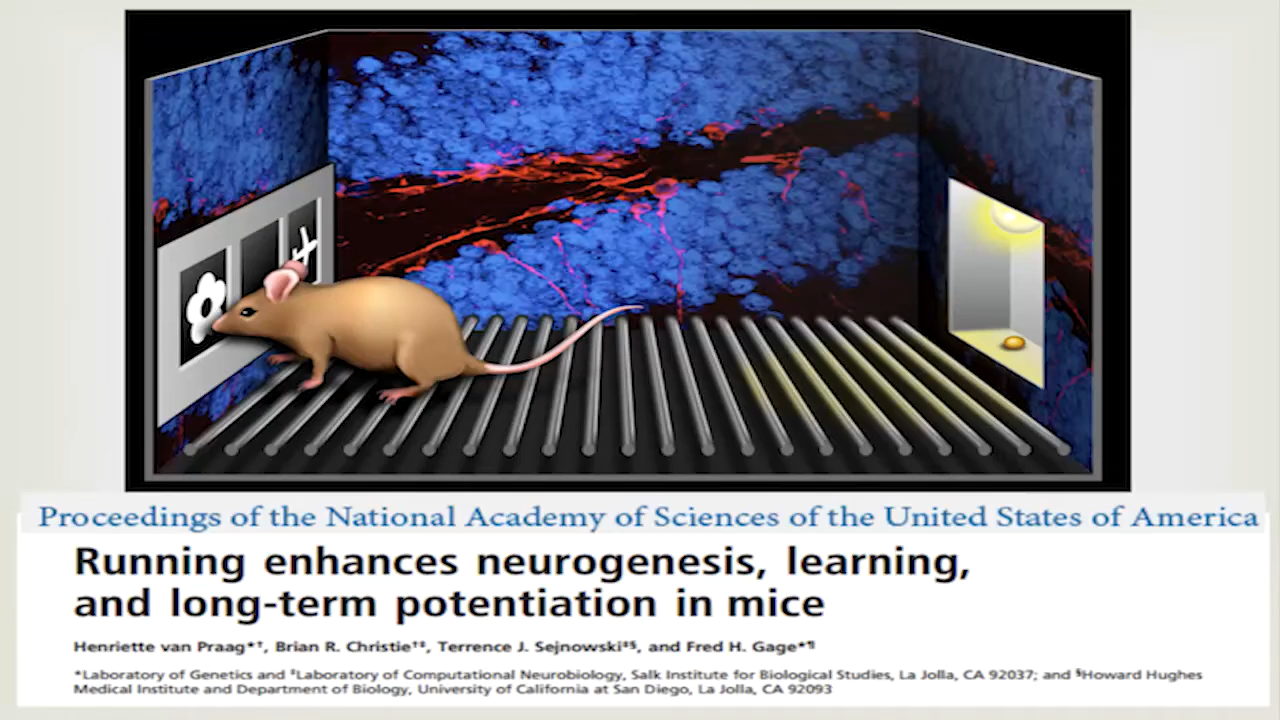 Proceedings of the National Academy of Sciences of the United States of America
Running enhances neurogenesis, learning,
and long-term potentiation in mice
Henriette van Praag*†, Brian R. Christie†‡, Terrence J. Sejnowski‡§, and Fred H. Gage*¶
*Laboratory of Genetics and ‡Laboratory of Computational Neurobiology, Salk Institute for Biological Studies, La Jolla, CA 92037; and §Howard Hughes
Medical Institute and Department of Biology, University of California at San Diego, La Jolla, CA 92093